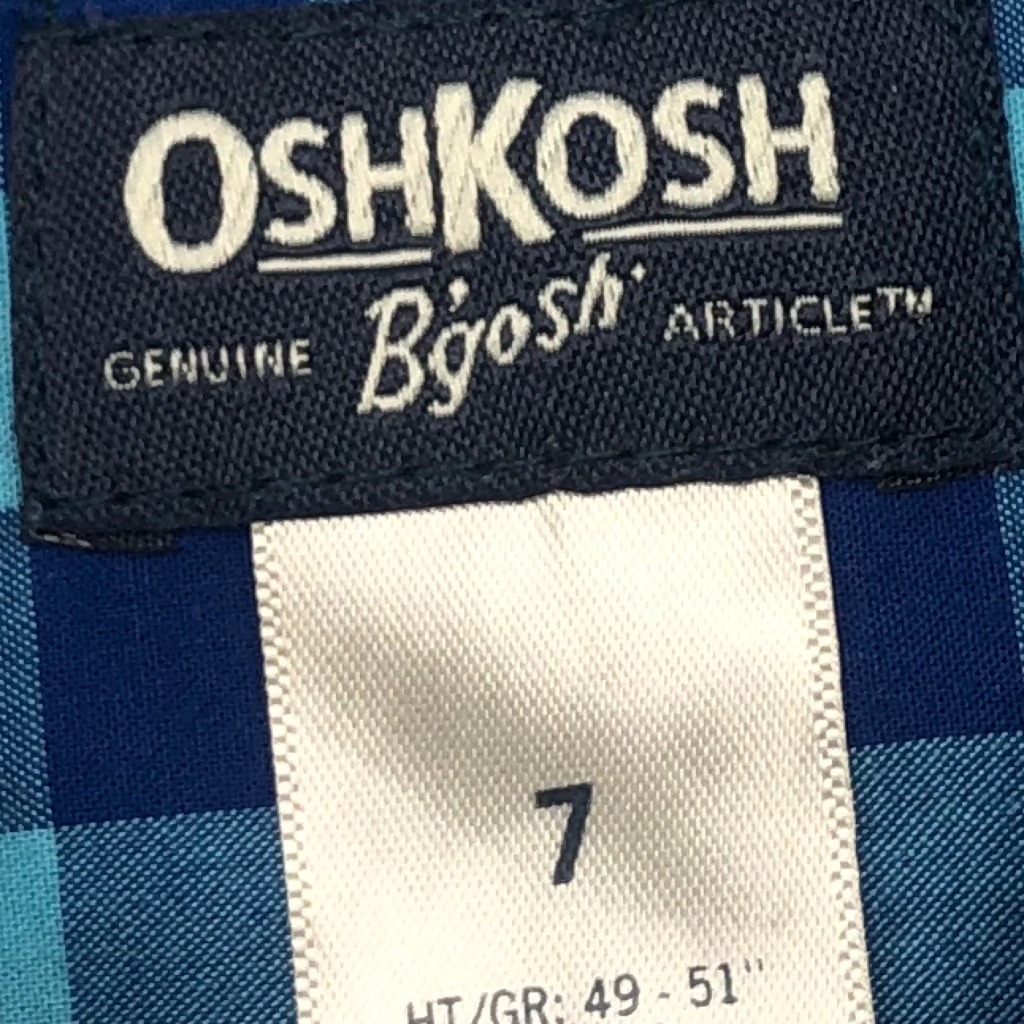 OSHKOSH
GENUINE B'gosh ARTICLE™
7
HT/GR: 49 - 51"